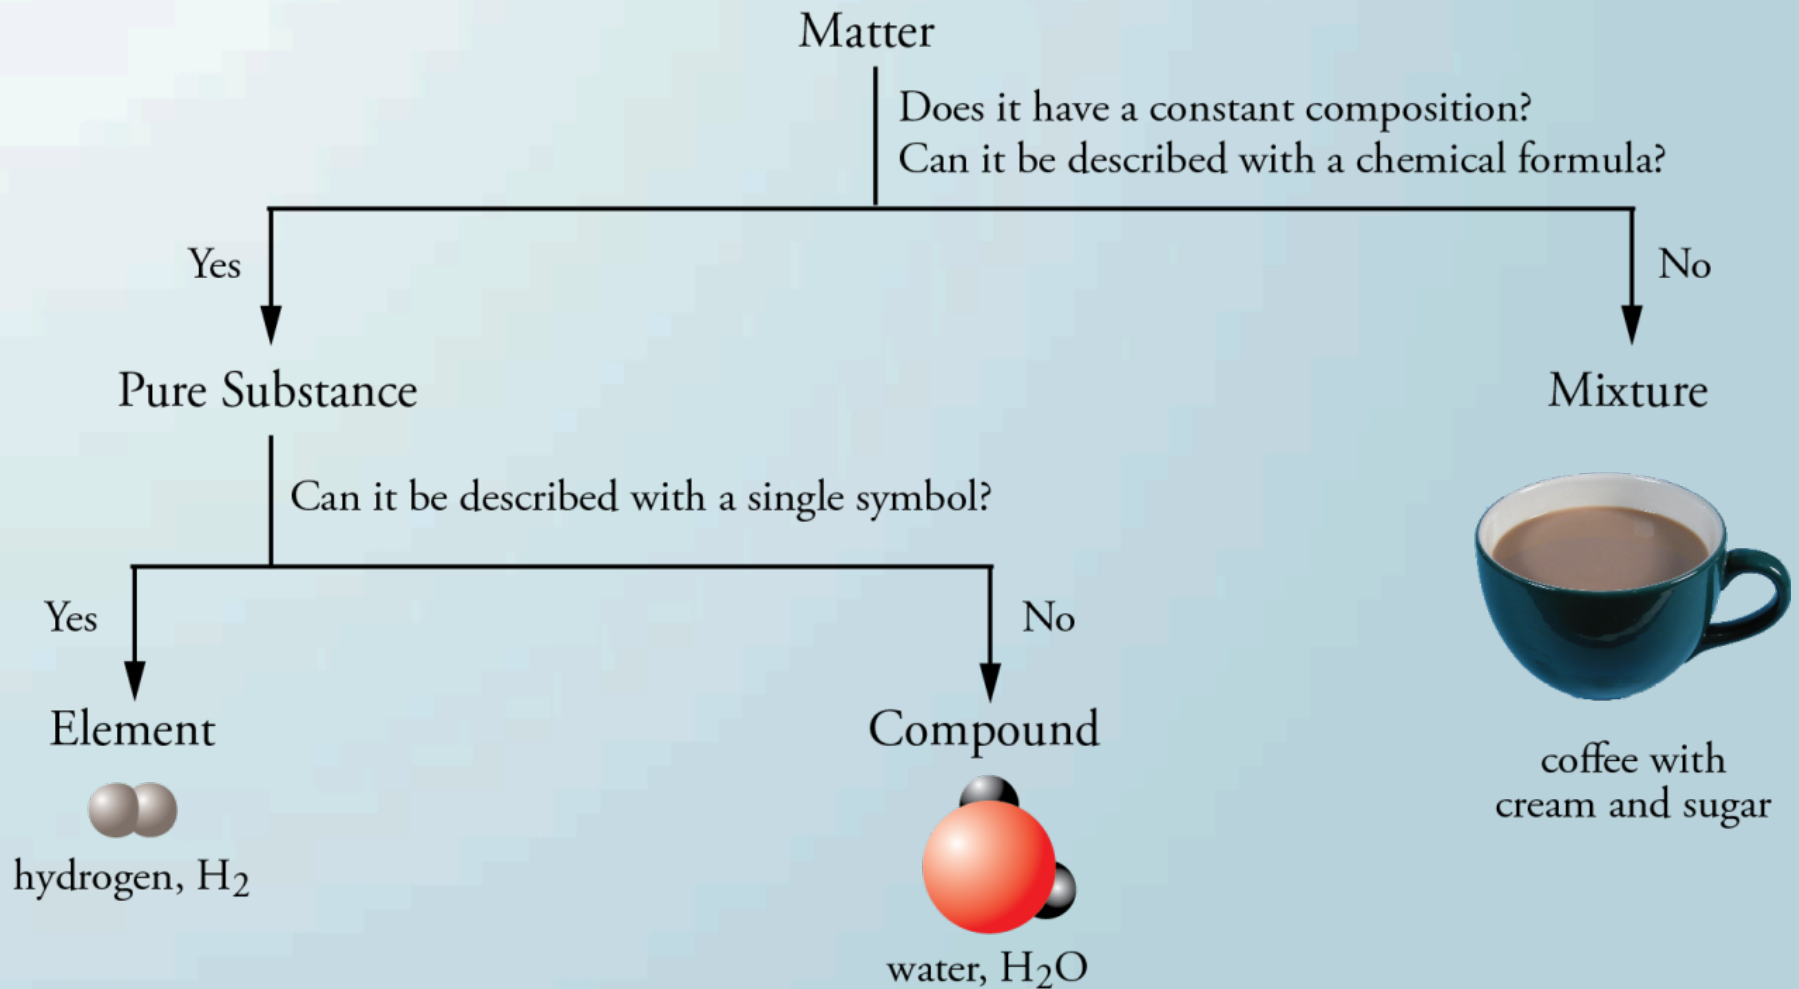 Matter
Does it have a constant composition?
Can it be described with a chemical formula?
Yes
No
Pure Substance
Mixture
Can it be described with a single symbol?
Yes
No
Element
Compound
hydrogen, H2
water, H2O
coffee with
cream and sugar